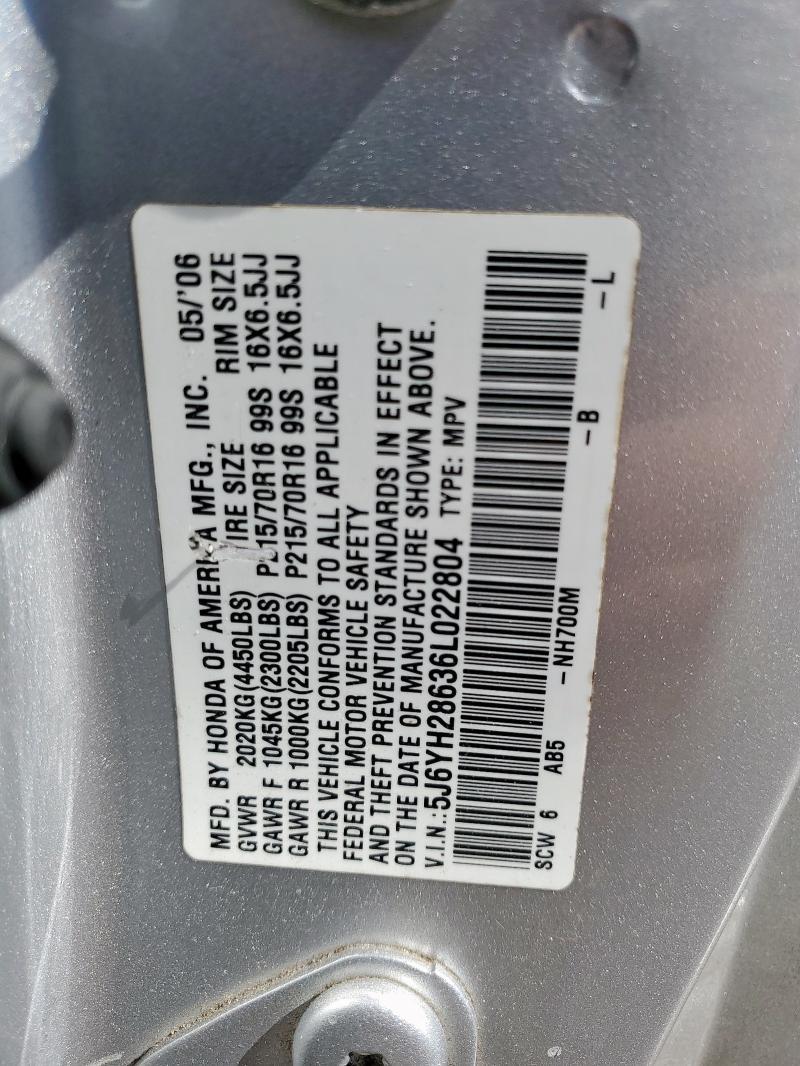 MFD. BY HONDA OF AMERICA MFG., INC. 05/'06
GVWR 2020KG(4450LBS) TIRE SIZE RIM SIZE
GAWR F 1045KG(2300LBS) P215/70R16 99S 16X6.5JJ
GAWR R 1000KG(2205LBS) P215/70R16 99S 16X6.5JJ
THIS VEHICLE CONFORMS TO ALL APPLICABLE
FEDERAL MOTOR VEHICLE SAFETY
AND THEFT PREVENTION STANDARDS IN EFFECT
ON THE DATE OF MANUFACTURE SHOWN ABOVE.
V.I.N.:5J6YH28636L022804 TYPE: MPV
SCW 6 AB5 -NH700M -B -L